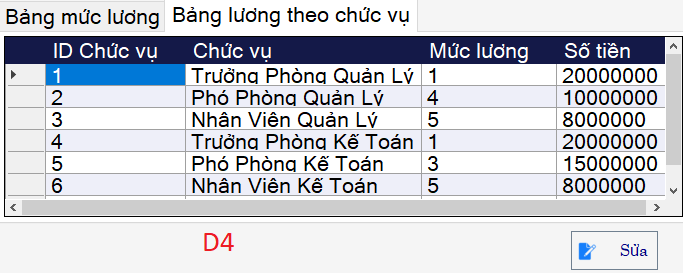 Bảng mức lương Bảng lương theo chức vụ
ID Chức vụ Chức vụ Mức lương Số tiền
1 Trưởng Phòng Quản Lý 1 20000000
2 Phó Phòng Quản Lý 4 10000000
3 Nhân Viên Quản Lý 5 8000000
4 Trưởng Phòng Kế Toán 1 20000000
5 Phó Phòng Kế Toán 3 15000000
6 Nhân Viên Kế Toán 5 8000000
D4
Sửa